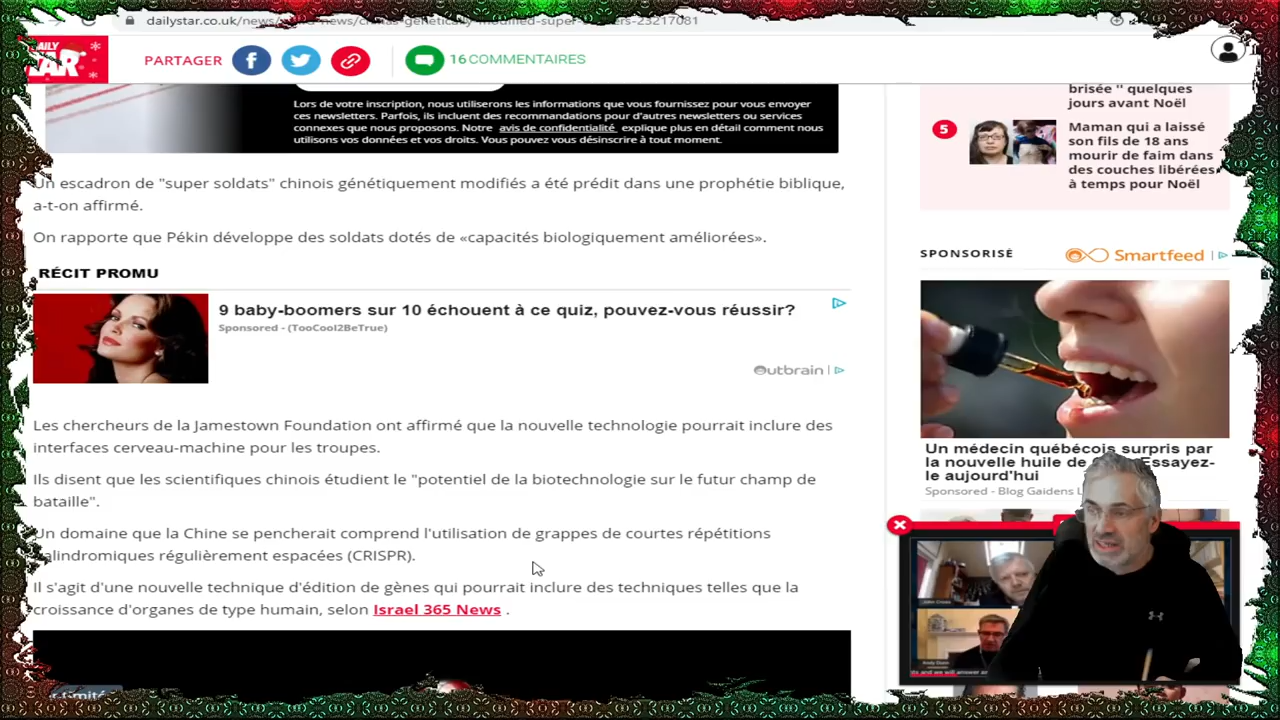 dailystar.co.uk/news/
-23217081
DAILY
STAR
PARTAGER
16 COMMENTAIRES
Lors de votre inscription, nous utiliserons les informations que vous fournissez pour vous envoyer
ces newsletters. Parfois, ils incluent des recommandations pour d'autres newsletters ou services
connexes que nous proposons. Notre avis de confidentialité explique plus en détail comment nous
utilisons vos données et vos droits. Vous pouvez vous désinscrire à tout moment.
Un escadron de "super soldats" chinois génétiquement modifiés a été prédit dans une prophétie biblique,
a-t-on affirmé.
On rapporte que Pékin développe des soldats dotés de «capacités biologiquement améliorées».
RÉCIT PROMU
9 baby-boomers sur 10 échouent à ce quiz, pouvez-vous réussir?
Sponsored - (TooCool2BeTrue)
Outbrain
Les chercheurs de la Jamestown Foundation ont affirmé que la nouvelle technologie pourrait inclure des
interfaces cerveau-machine pour les troupes.
Ils disent que les scientifiques chinois étudient le "potentiel de la biotechnologie sur le futur champ de
bataille".
Un domaine que la Chine se pencherait comprend l'utilisation de grappes de courtes répétitions
palindromiques régulièrement espacées (CRISPR).
Il s'agit d'une nouvelle technique d'édition de gènes qui pourrait inclure des techniques telles que la
croissance d'organes de type humain, selon Israel 365 News .
brisée '' quelques
jours avant Noël
5
Maman qui a laissé
son fils de 18 ans
mourir de faim dans
des couches libérées
à temps pour Noël
SPONSORISÉ
Smartfeed
Un médecin québécois surpris par
la nouvelle huile de Essayez-
le aujourd'hui
Sponsored - Blog Gaidens
John Cross
Andy Dunn
and we will answer